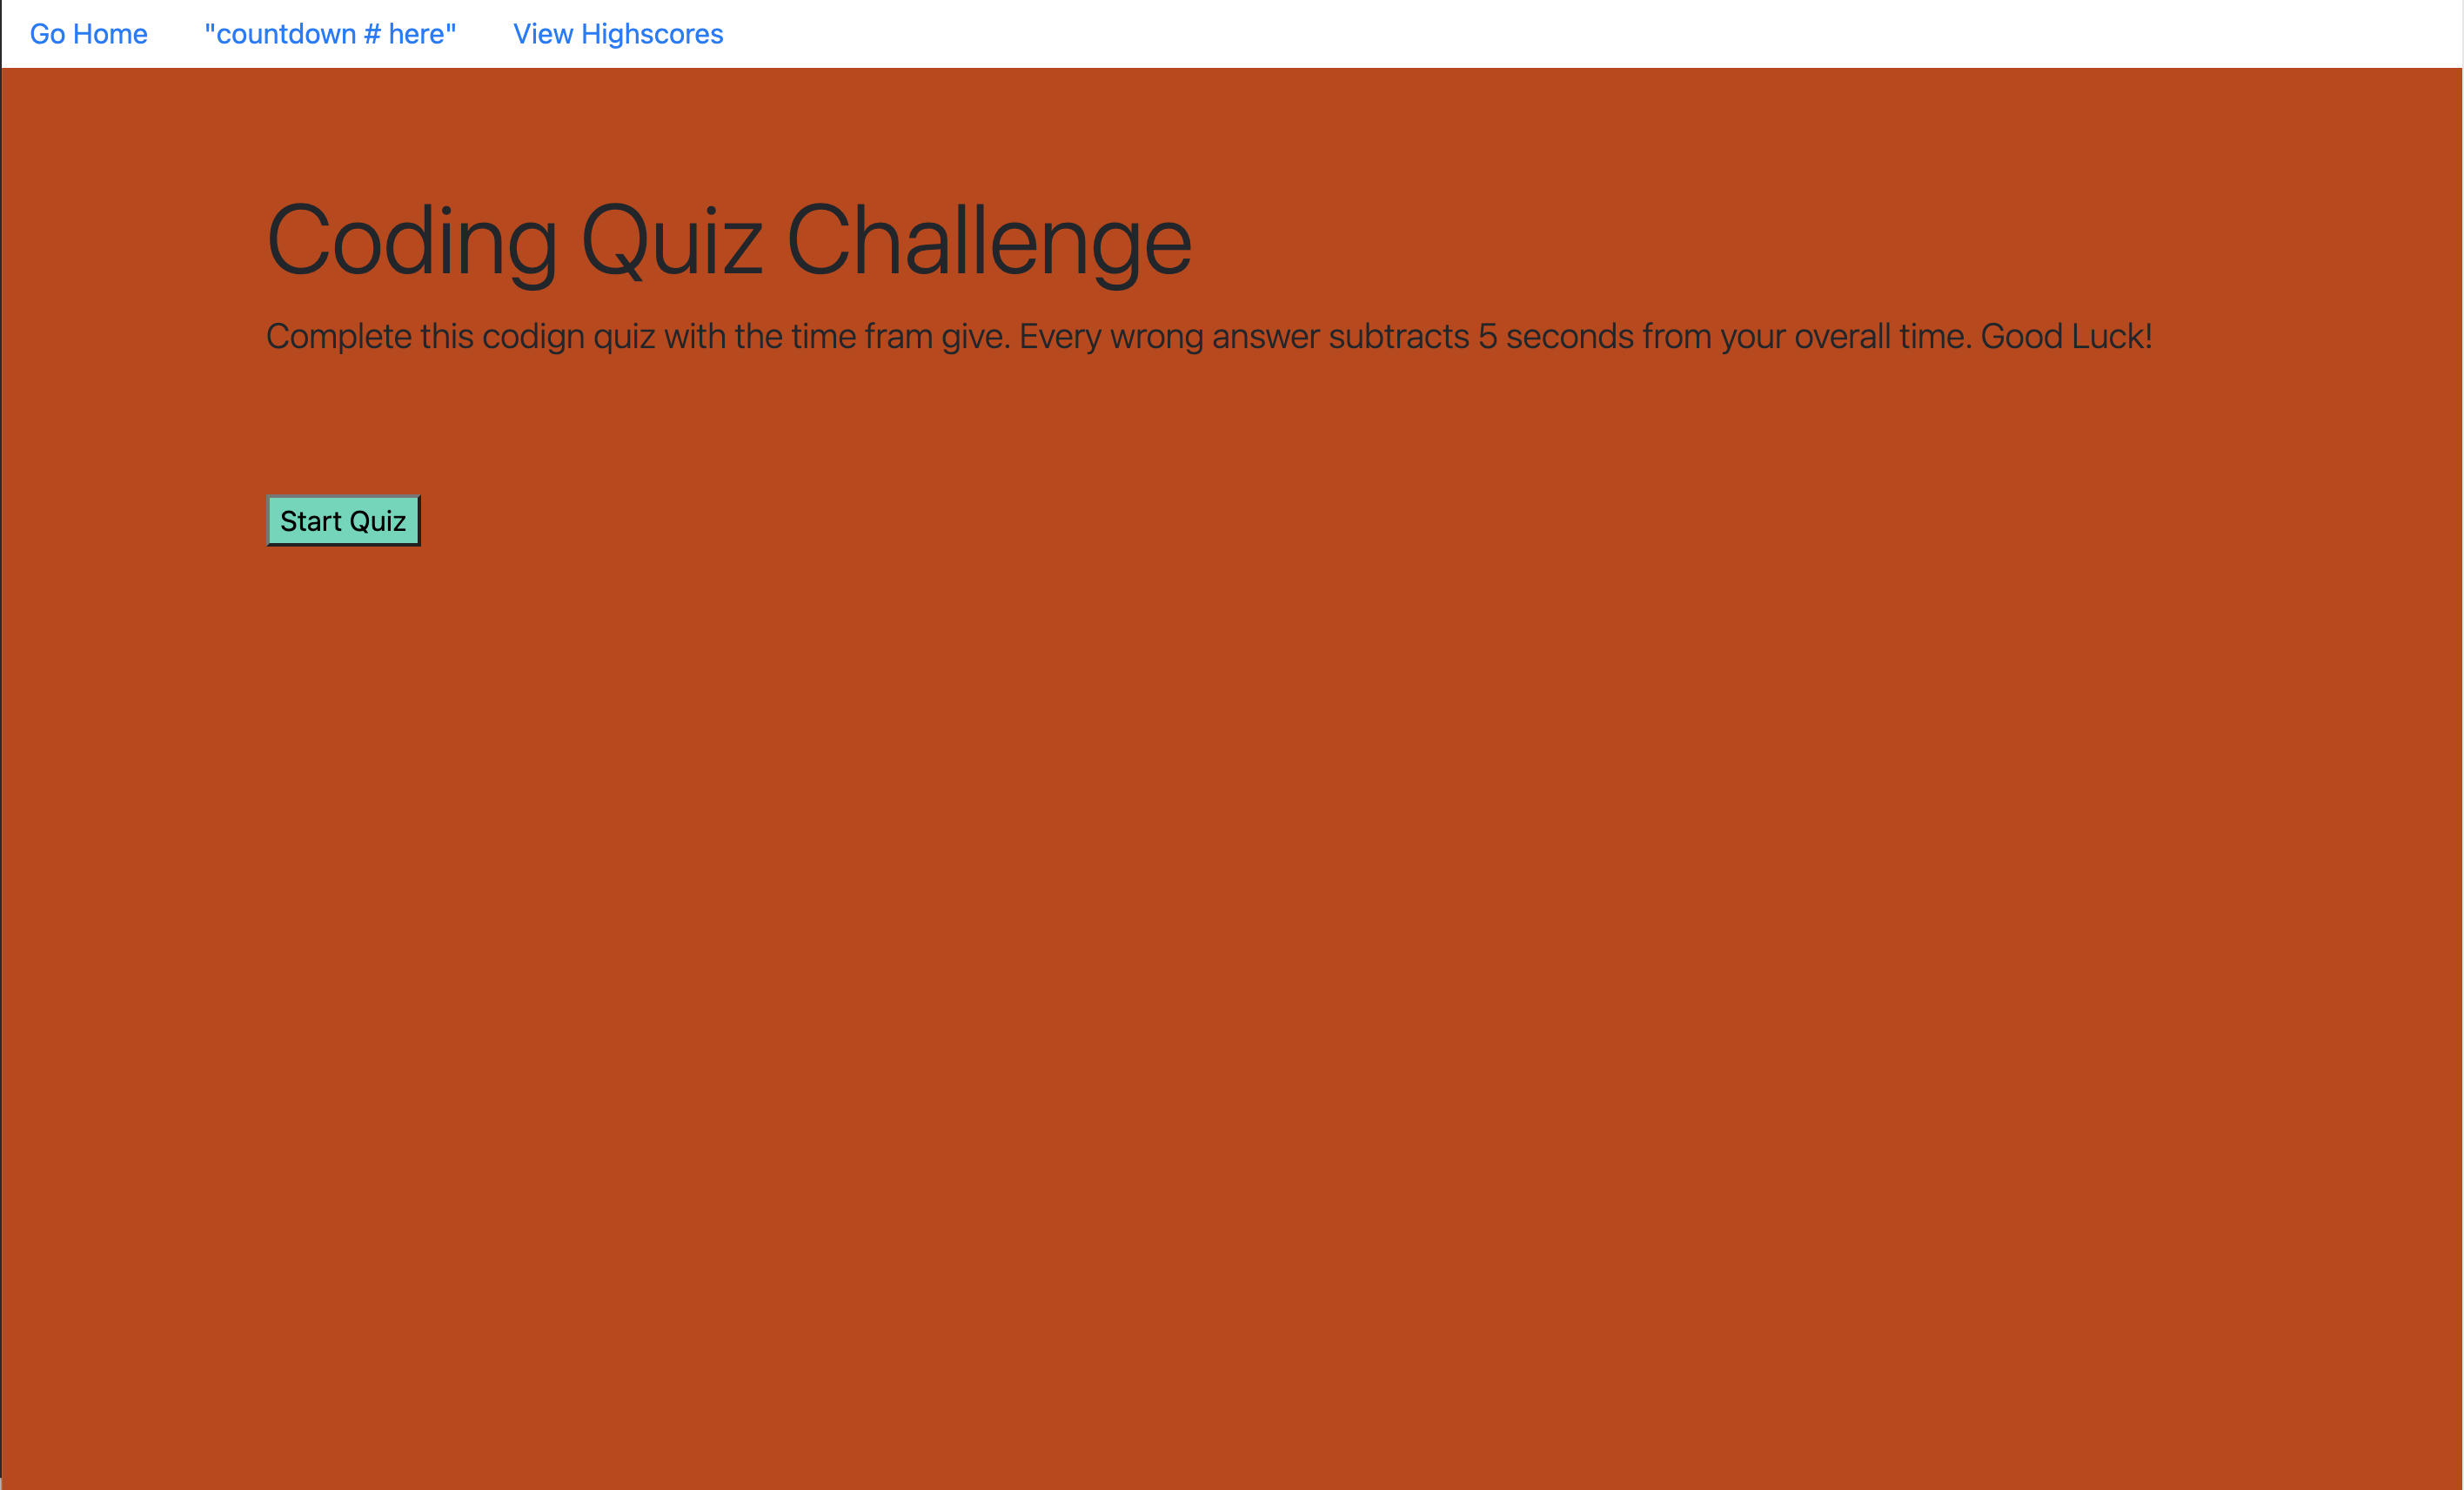 Go Home "countdown # here" View Highscores
Coding Quiz Challenge
Complete this codign quiz with the time fram give. Every wrong answer subtracts 5 seconds from your overall time. Good Luck!
Start Quiz